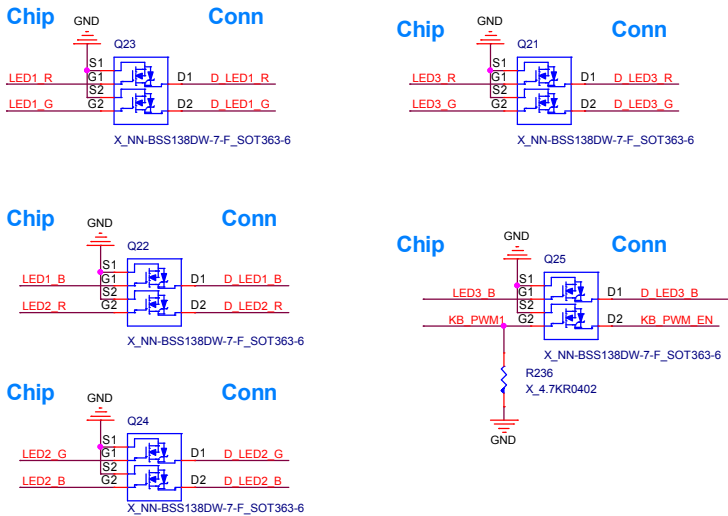 Chip
Conn
GND
Q23
S1
LED1_R
G1
D1
D_LED1_R
S2
LED1_G
G2
D2
D_LED1_G
X_NN-BSS138DW-7-F_SOT363-6
Chip
Conn
GND
Q21
S1
LED3_R
G1
D1
D_LED3_R
S2
LED3_G
G2
D2
D_LED3_G
X_NN-BSS138DW-7-F_SOT363-6
Chip
Conn
GND
Q22
S1
LED1_B
G1
D1
D_LED1_B
S2
LED2_R
G2
D2
D_LED2_R
X_NN-BSS138DW-7-F_SOT363-6
Chip
Conn
GND
Q25
S1
LED3_B
G1
D1
D_LED3_B
S2
KB_PWM1
G2
D2
KB_PWM_EN
X_NN-BSS138DW-7-F_SOT363-6
R236
X_4.7KR0402
GND
Chip
Conn
GND
Q24
S1
LED2_G
G1
D1
D_LED2_G
S2
LED2_B
G2
D2
D_LED2_B
X_NN-BSS138DW-7-F_SOT363-6